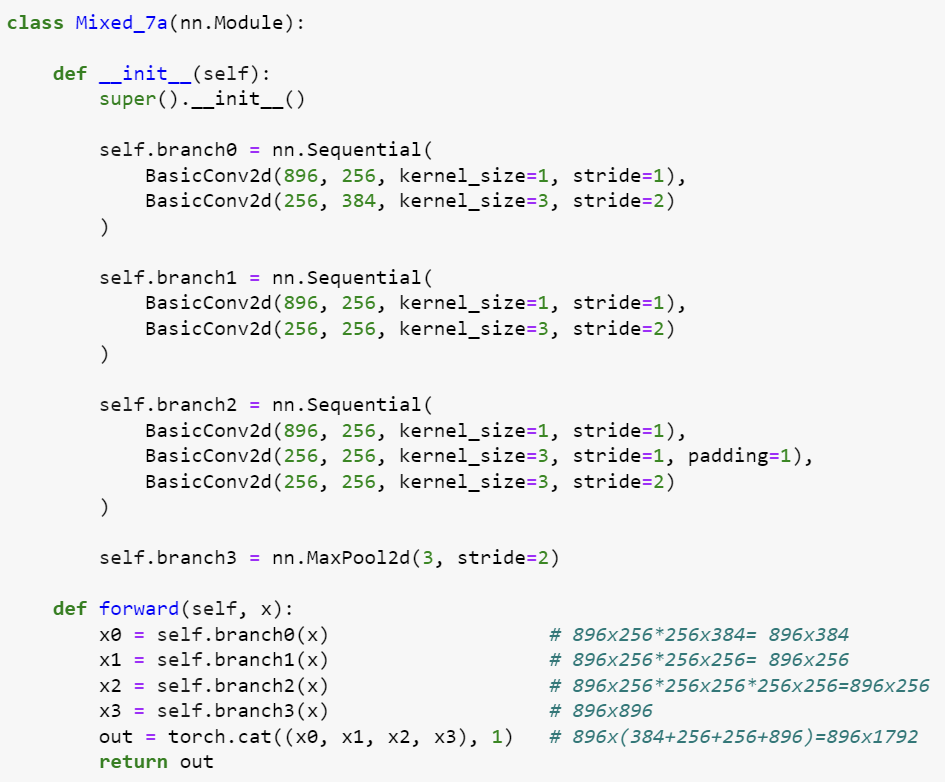 class Mixed_7a(nn.Module):

    def __init__(self):
        super().__init__()

        self.branch0 = nn.Sequential(
            BasicConv2d(896, 256, kernel_size=1, stride=1),
            BasicConv2d(256, 384, kernel_size=3, stride=2)
        )

        self.branch1 = nn.Sequential(
            BasicConv2d(896, 256, kernel_size=1, stride=1),
            BasicConv2d(256, 256, kernel_size=3, stride=2)
        )

        self.branch2 = nn.Sequential(
            BasicConv2d(896, 256, kernel_size=1, stride=1),
            BasicConv2d(256, 256, kernel_size=3, stride=1, padding=1),
            BasicConv2d(256, 256, kernel_size=3, stride=2)
        )

        self.branch3 = nn.MaxPool2d(3, stride=2)

    def forward(self, x):
        x0 = self.branch0(x)                   # 896x256*256x384= 896x384
        x1 = self.branch1(x)                   # 896x256*256x256= 896x256
        x2 = self.branch2(x)                   # 896x256*256x256*256x256=896x256
        x3 = self.branch3(x)                   # 896x896
        out = torch.cat((x0, x1, x2, x3), 1)   # 896x(384+256+256+896)=896x1792
        return out